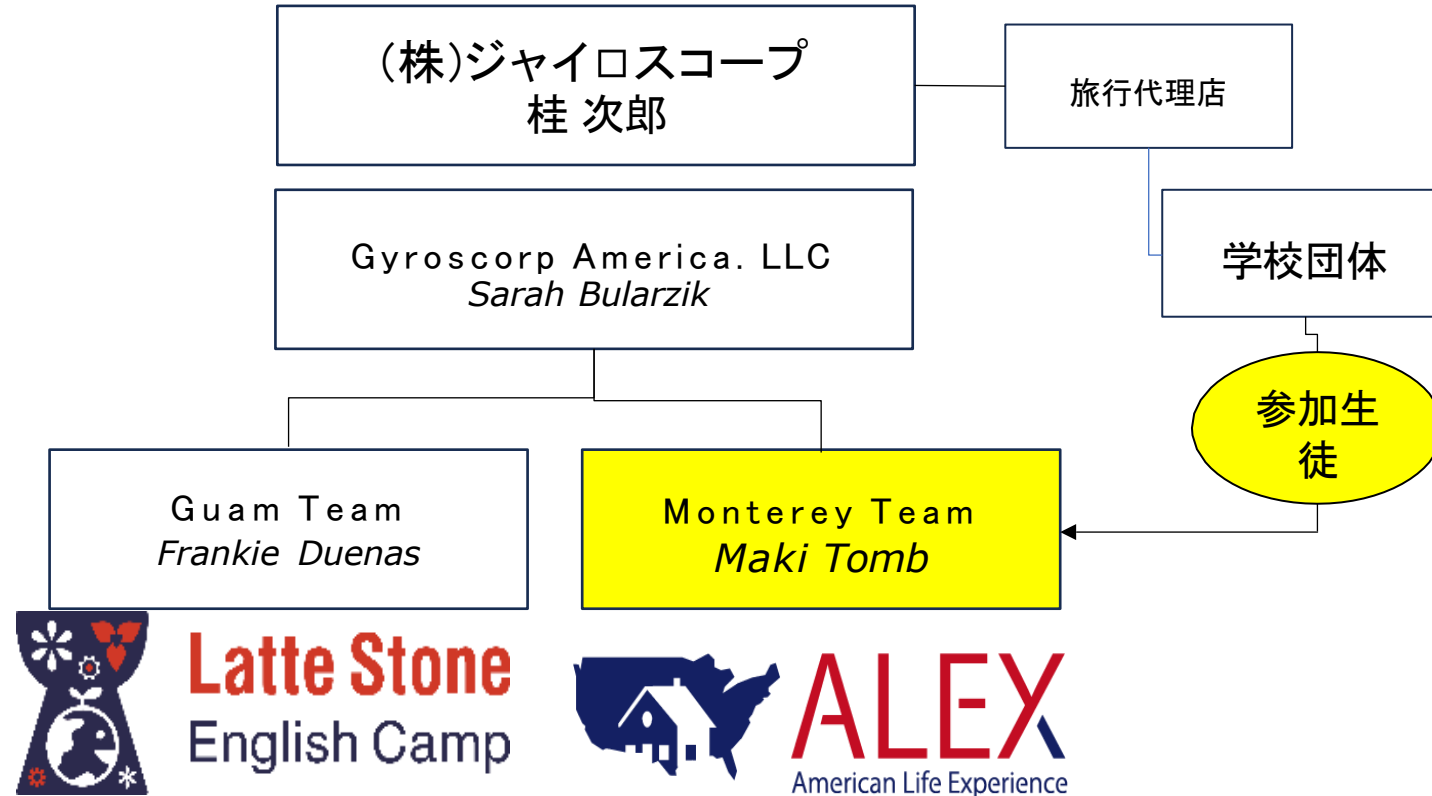 (株)ジャイロスコープ
桂 次郎
旅行代理店
Gyroscorp America. LLC
Sarah Bularzik
学校団体
参加生
徒
Guam Team
Frankie Duenas
Monterey Team
Maki Tomb
Latte Stone
English Camp
ALEX
American Life Experience